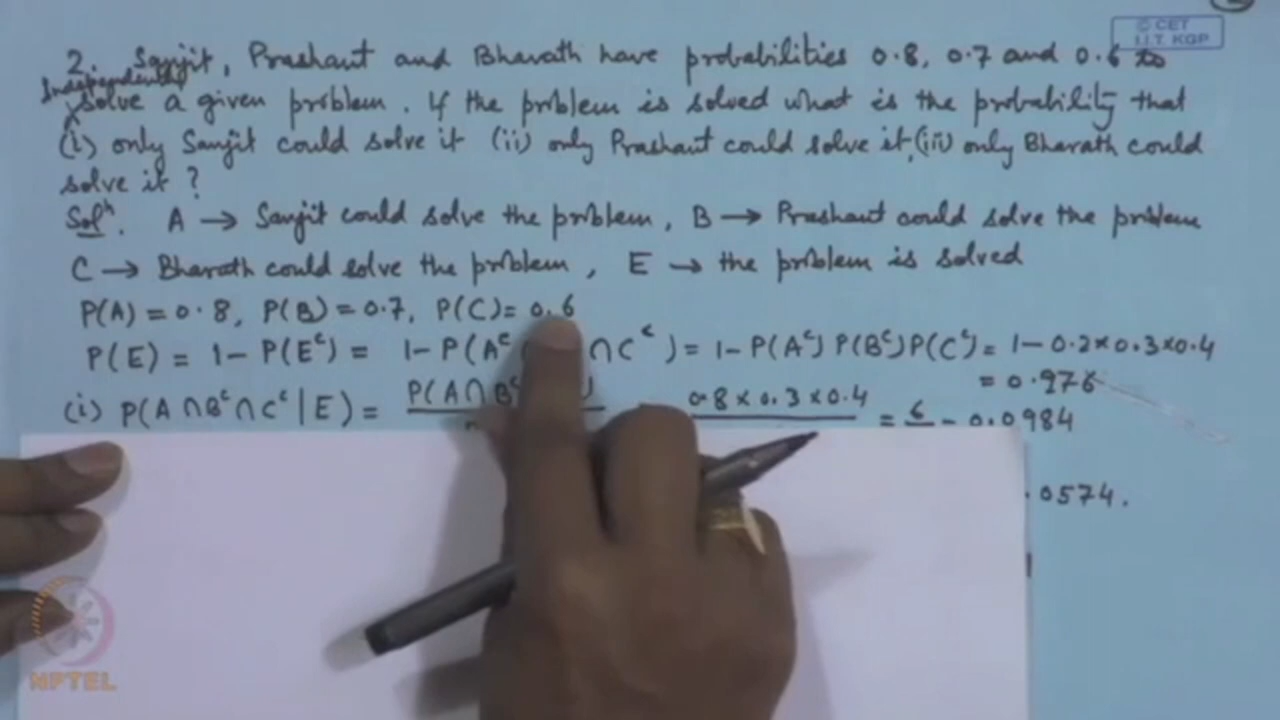 © CET
I.I.T. KGP
2. Sanjit, Prashant and Bharath have probabilities 0.8, 0.7 and 0.6 to
Independently
solve a given problem. If the problem is solved what is the probability that
(i) only Sanjit could solve it (ii) only Prashant could solve it, (iii) only Bharath could
solve it ?
Solⁿ. A → Sanjit could solve the problem, B → Prashant could solve the problem
C → Bharath could solve the problem, E → the problem is solved
P(A) = 0.8, P(B) = 0.7, P(C) = 0.6
P(E) = 1 - P(Eᶜ) = 1 - P(Aᶜ ∩ Cᶜ) = 1 - P(Aᶜ) P(Bᶜ) P(Cᶜ) = 1 - 0.2 × 0.3 × 0.4
= 0.976
(i) P(A ∩ Bᶜ ∩ Cᶜ | E) = P(A ∩ Bᶜ ) 0.8 × 0.3 × 0.4 = 6 = 0.0984
.0574.
NPTEL